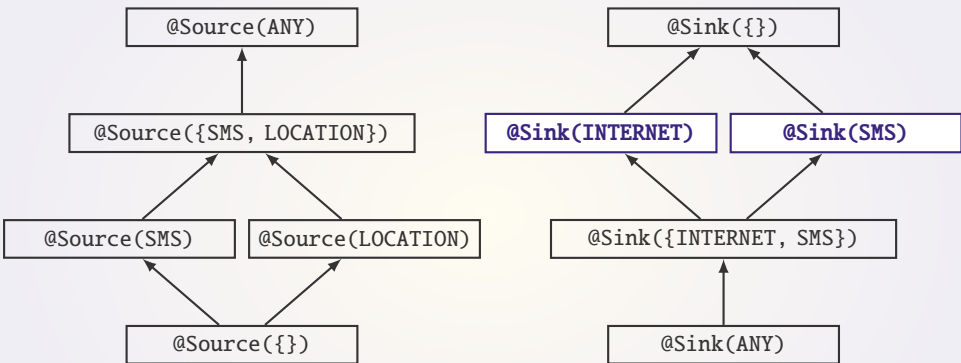 @Source(ANY)
@Source({SMS, LOCATION})
@Source(SMS)
@Source(LOCATION)
@Source({})
@Sink({})
@Sink(INTERNET)
@Sink(SMS)
@Sink({INTERNET, SMS})
@Sink(ANY)